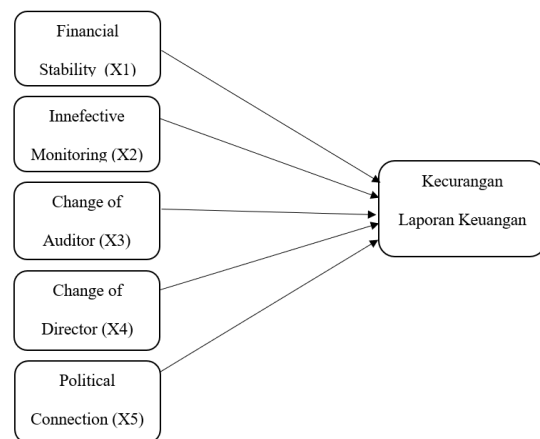 Financial
Stability (X1)
Innefective
Monitoring (X2)
Change of
Auditor (X3)
Change of
Director (X4)
Political
Connection (X5)
Kecurangan
Laporan Keuangan